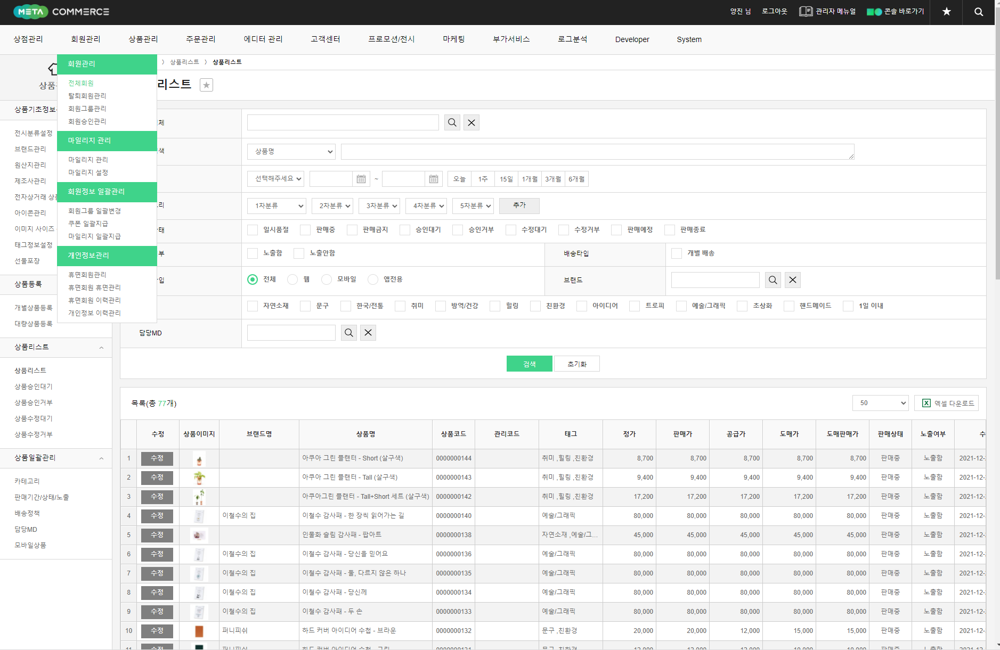 META COMMERCE
양진 님 로그아웃 관리자 메뉴얼 콘솔 바로가기
상점관리 회원관리 상품관리 주문관리 에디터 관리 고객센터 프로모션/전시 마케팅 부가서비스 로그분석 Developer System
회원관리
전체회원
탈퇴회원관리
회원그룹관리
회원승인관리
마일리지 관리
마일리지 관리
마일리지 설정
회원정보 일괄관리
회원그룹 일괄변경
쿠폰 일괄지급
마일리지 일괄지급
개인정보관리
휴면회원관리
휴면회원 휴면관리
휴면회원 이력관리
개인정보 이력관리
상품
상품기초정보
전시분류설정
브랜드관리
원산지관리
제조사관리
전자상거래 상품
아이콘관리
이미지 사이즈
태그정보설정
선물포장
상품등록
개별상품등록
대량상품등록
상품리스트
상품리스트
상품승인대기
상품승인거부
상품수정대기
상품수정거부
상품일괄관리
카테고리
판매기간/상태/노출
배송정책
담당MD
모바일상품
〉 상품리스트 〉 상품리스트
리스트
체
색 상품명
선택해주세요 ~ 오늘 1주 15일 1개월 3개월 6개월
리 1차분류 2차분류 3차분류 4차분류 5차분류 추가
태 일시품절 판매중 판매금지 승인대기 승인거부 수정대기 수정거부 판매예정 판매종료
부 노출함 노출안함 배송타입 개별 배송
입 전체 웹 모바일 앱전용 브랜드
자연소재 문구 한국/전통 취미 방역/건강 힐링 친환경 아이디어 트로피 예술/그래픽 초상화 핸드메이드 1일 이내
담당MD
검색 초기화
목록(총 77개) 50 엑셀 다운로드
수정 상품이미지 브랜드명 상품명 상품코드 관리코드 태그 정가 판매가 공급가 도매가 도매판매가 판매상태 노출여부 수
1 수정 아쿠아 그린 플랜터 - Short (살구색) 0000000144 취미 ,힐링 ,친환경 8,700 8,700 8,700 8,700 8,700 판매중 노출함 2021-12-
2 수정 아쿠아 그린 플랜터 - Tall (살구색) 0000000143 취미 ,힐링 ,친환경 9,400 9,400 9,400 9,400 9,400 판매중 노출함 2021-12-
3 수정 아쿠아그린 플랜터 - Tall+Short 세트 (살구색) 0000000142 취미 ,힐링 ,친환경 17,200 17,200 17,200 17,200 17,200 판매중 노출함 2021-12-
4 수정 이철수의 집 이철수 감사패 - 한 장씩 읽어가는 길 0000000140 예술/그래픽 80,000 80,000 80,000 80,000 80,000 판매중 노출함 2021-12-
5 수정 인물화 슬림 감사패 - 팝아트 0000000138 자연소재 ,예술/그... 45,000 45,000 45,000 45,000 45,000 판매중 노출함 2021-12-
6 수정 이철수의 집 이철수 감사패 - 당신을 믿어요 0000000136 예술/그래픽 80,000 80,000 80,000 80,000 80,000 판매중 노출함 2021-12-
7 수정 이철수의 집 이철수 감사패 - 둘, 다르지 않은 하나 0000000135 예술/그래픽 80,000 80,000 80,000 80,000 80,000 판매중 노출함 2021-12-
8 수정 이철수의 집 이철수 감사패 - 당신께 0000000134 예술/그래픽 80,000 80,000 80,000 80,000 80,000 판매중 노출함 2021-12-
9 수정 이철수의 집 이철수 감사패 - 두 손 0000000133 예술/그래픽 80,000 80,000 80,000 80,000 80,000 판매중 노출함 2021-12-
10 수정 퍼니피쉬 하드 커버 아이디어 수첩 - 브라운 0000000132 문구 ,친환경 20,000 20,000 12,000 15,000 15,000 판매중 노출함 2021-12-